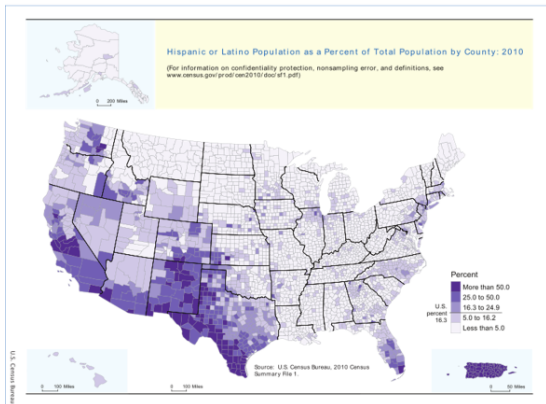 Hispanic or Latino Population as a Percent of Total Population by County: 2010
(For information on confidentiality protection, nonsampling error, and definitions, see
www.census.gov/prod/cen2010/doc/sf1.pdf)
0 200 Miles
Percent
More than 50.0
25.0 to 50.0
16.3 to 24.9
U.S.
percent
16.3
5.0 to 16.2
Less than 5.0
Source: U.S. Census Bureau, 2010 Census
Summary File 1.
0 100 Miles
0 100 Miles
0 50 Miles
U.S. Census Bureau